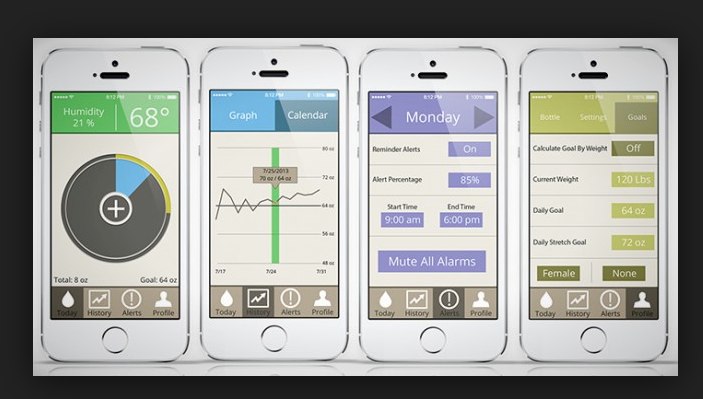 8:12 PM
100%
Humidity
21 %
68°
Total: 8 oz
Goal: 64 oz
Today
History
Alerts
Profile
8:12 PM
100%
Graph
Calendar
80 oz
7/25/2013
70 oz / 64 oz
72 oz
64 oz
56 oz
48 oz
7/17
7/24
7/31
Today
History
Alerts
Profile
8:12 PM
100%
Monday
Reminder Alerts
On
Alert Percentage
85%
Start Time
End Time
9:00 am
6:00 pm
Mute All Alarms
Today
History
Alerts
Profile
8:12 PM
100%
Bottle
Settings
Goals
Calculate Goal By Weight
Off
Current Weight
120 Lbs
Daily Goal
64 oz
Daily Stretch Goal
72 oz
Female
None
Today
History
Alerts
Profile